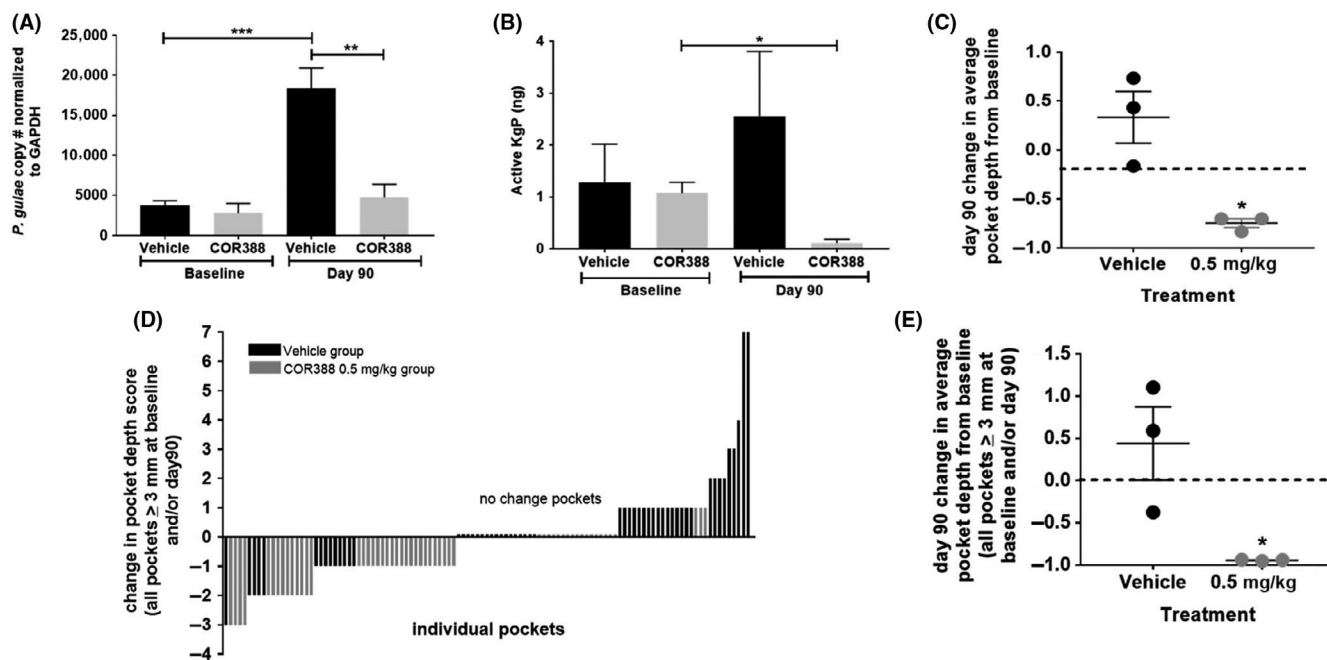 (A)
P. gulae copy # normalized
to GAPDH
25,000
20,000
15,000
10,000
5000
0
***
**
Vehicle COR388 Vehicle COR388
Baseline Day 90
(B)
Active KgP (ng)
4
3
2
1
0
*
Vehicle COR388 Vehicle COR388
Baseline Day 90
(C)
day 90 change in average
pocket depth from baseline
1.0
0.5
0.0
−0.5
−1.0
*
Vehicle 0.5 mg/kg
Treatment
(D)
change in pocket depth score
(all pockets ≥ 3 mm at baseline
and/or day90)
7
6
5
4
3
2
1
0
−1
−2
−3
−4
Vehicle group
COR388 0.5 mg/kg group
no change pockets
individual pockets
(E)
day 90 change in average
pocket depth from baseline
(all pockets ≥ 3 mm at
baseline and/or day 90)
1.5
1.0
0.5
0.0
−0.5
−1.0
*
Vehicle 0.5 mg/kg
Treatment